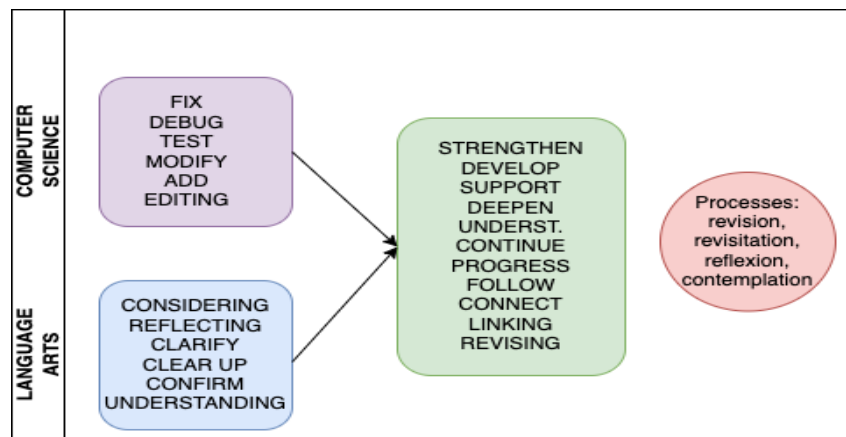 COMPUTER
SCIENCE
FIX
DEBUG
TEST
MODIFY
ADD
EDITING
LANGUAGE
ARTS
CONSIDERING
REFLECTING
CLARIFY
CLEAR UP
CONFIRM
UNDERSTANDING
STRENGTHEN
DEVELOP
SUPPORT
DEEPEN
UNDERST.
CONTINUE
PROGRESS
FOLLOW
CONNECT
LINKING
REVISING
Processes:
revision,
revisitation,
reflexion,
contemplation